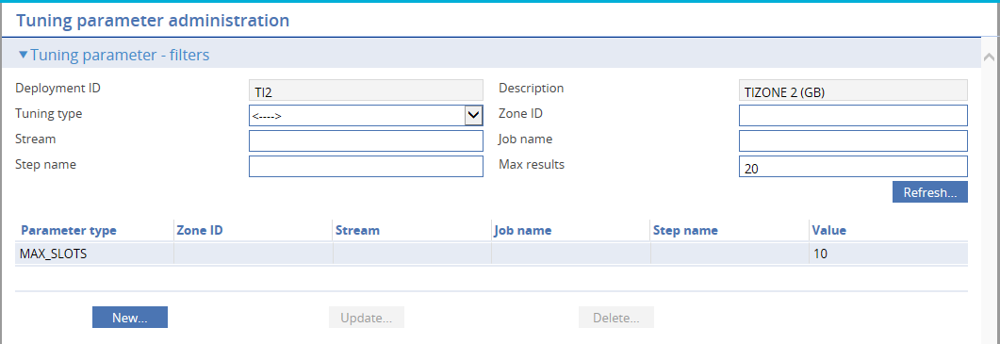 Tuning parameter administration
▼Tuning parameter - filters
Deployment ID TI2 Description TIZONE 2 (GB)
Tuning type <----> Zone ID
Stream Job name
Step name Max results 20
Refresh...
Parameter type Zone ID Stream Job name Step name Value
MAX_SLOTS 10
New... Update... Delete...